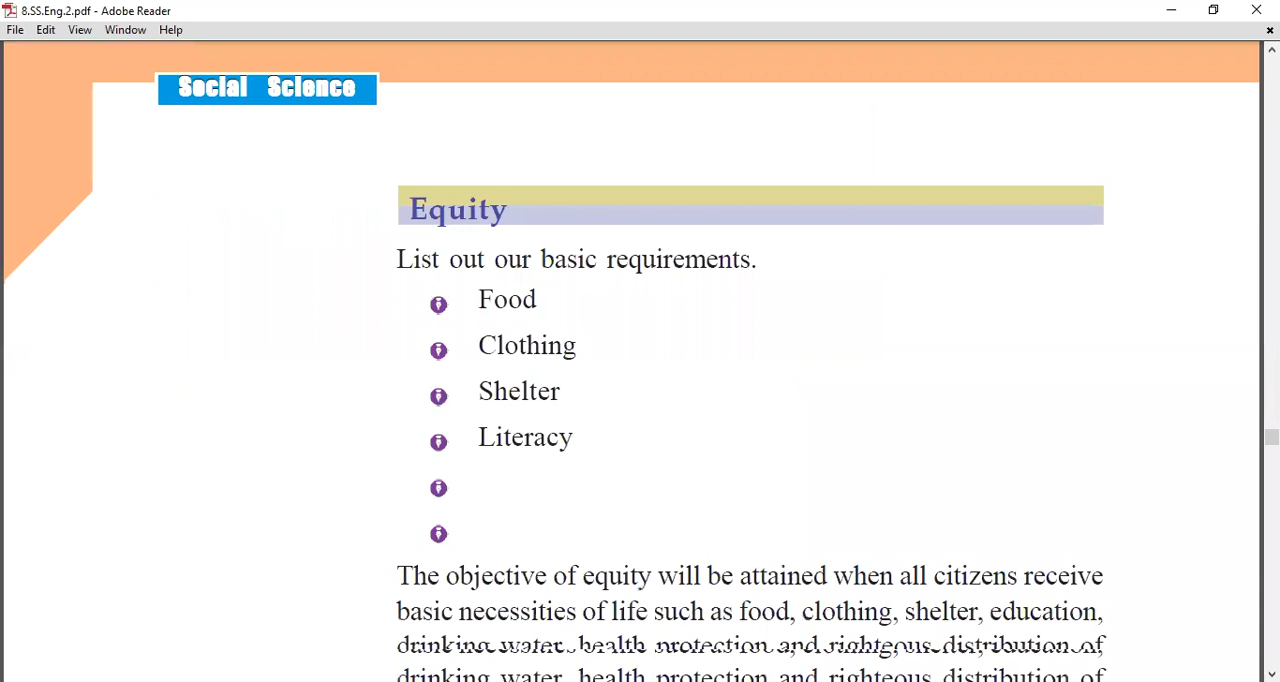 8.SS.Eng.2.pdf - Adobe Reader
File Edit View Window Help
Social Science
Equity
List out our basic requirements.
Food
Clothing
Shelter
Literacy
The objective of equity will be attained when all citizens receive
basic necessities of life such as food, clothing, shelter, education,
drinking water, health protection and righteous distribution of
drinking water, health protection and righteous distribution of